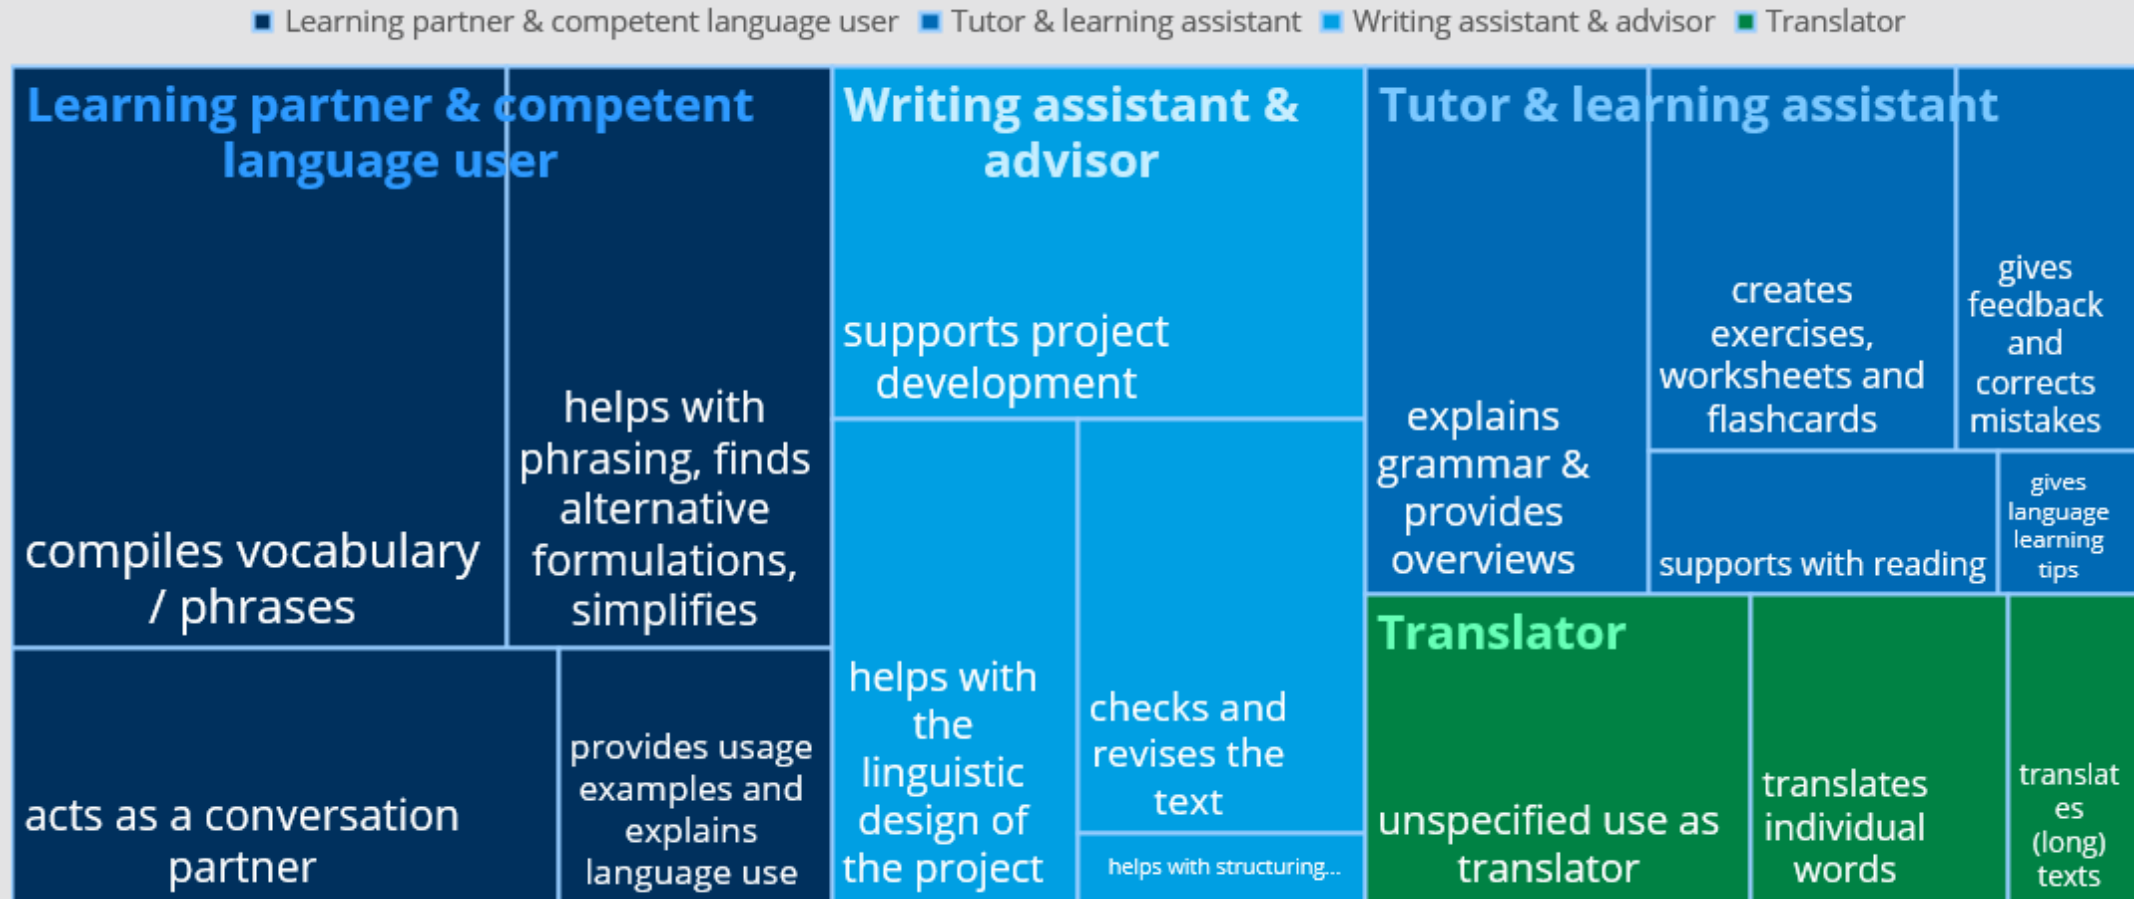 Learning partner & competent language user
Tutor & learning assistant
Writing assistant & advisor
Translator
Learning partner & competent
language user
compiles vocabulary
/ phrases
helps with
phrasing, finds
alternative
formulations,
simplifies
acts as a conversation
partner
provides usage
examples and
explains
language use
Writing assistant &
advisor
supports project
development
helps with
the
linguistic
design of
the project
checks and
revises the
text
helps with structuring...
Tutor & learning assistant
explains
grammar &
provides
overviews
creates
exercises,
worksheets and
flashcards
gives
feedback
and
corrects
mistakes
supports with reading
gives
language
learning
tips
Translator
unspecified use as
translator
translates
individual
words
translat
es
(long)
texts